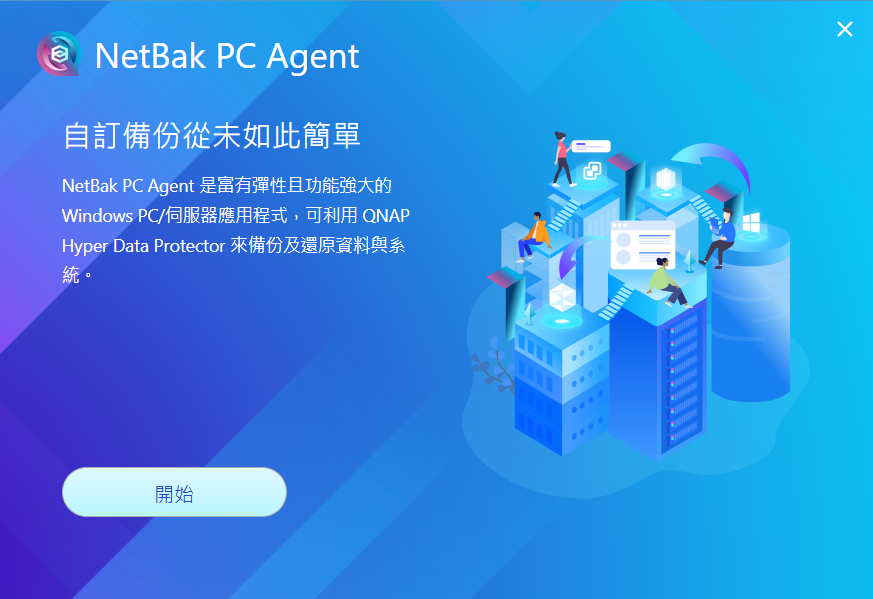 NetBak PC Agent
自訂備份從未如此簡單
NetBak PC Agent 是富有彈性且功能強大的
Windows PC/伺服器應用程式，可利用 QNAP
Hyper Data Protector 來備份及還原資料與系
統。
開始